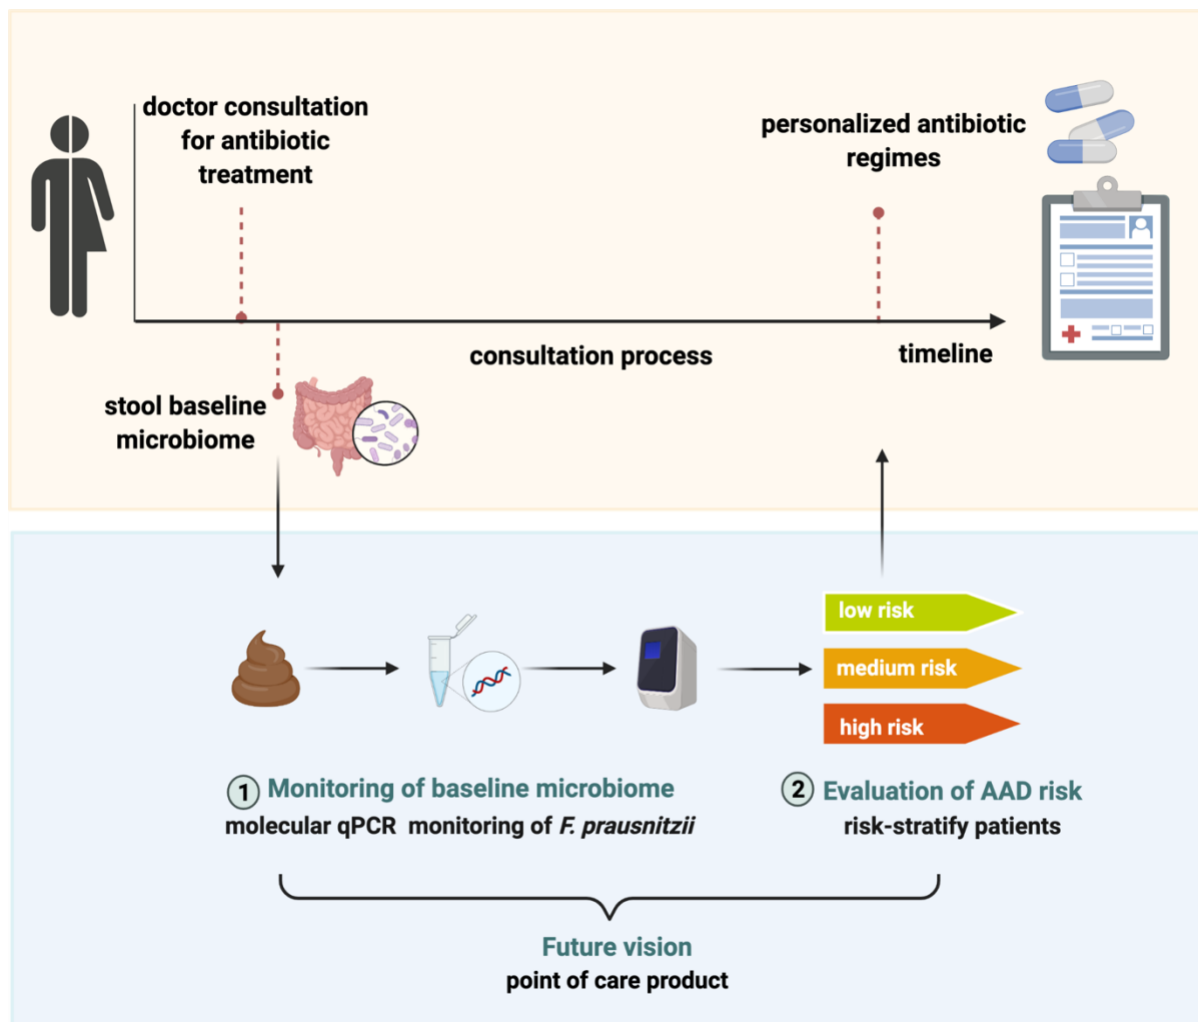 doctor consultation
for antibiotic
treatment
personalized antibiotic
regimes
consultation process
timeline
stool baseline
microbiome
low risk
medium risk
high risk
1 Monitoring of baseline microbiome
molecular qPCR monitoring of F. prausnitzii
2 Evaluation of AAD risk
risk-stratify patients
Future vision
point of care product